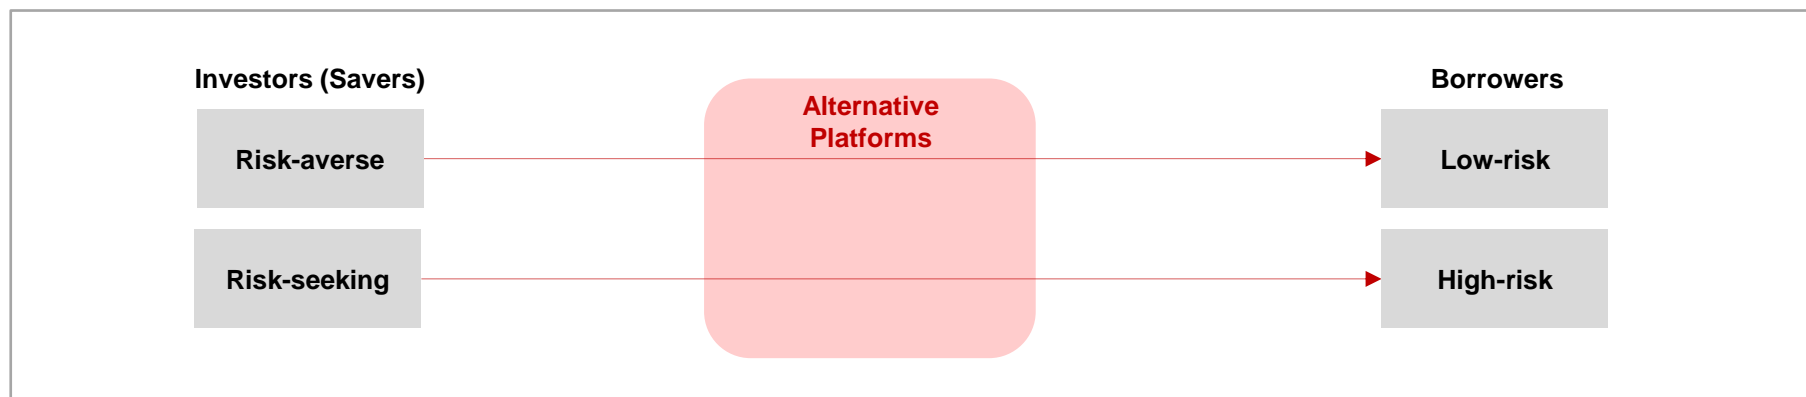 Investors (Savers)
Borrowers
Alternative
Platforms
Risk-averse
Low-risk
Risk-seeking
High-risk